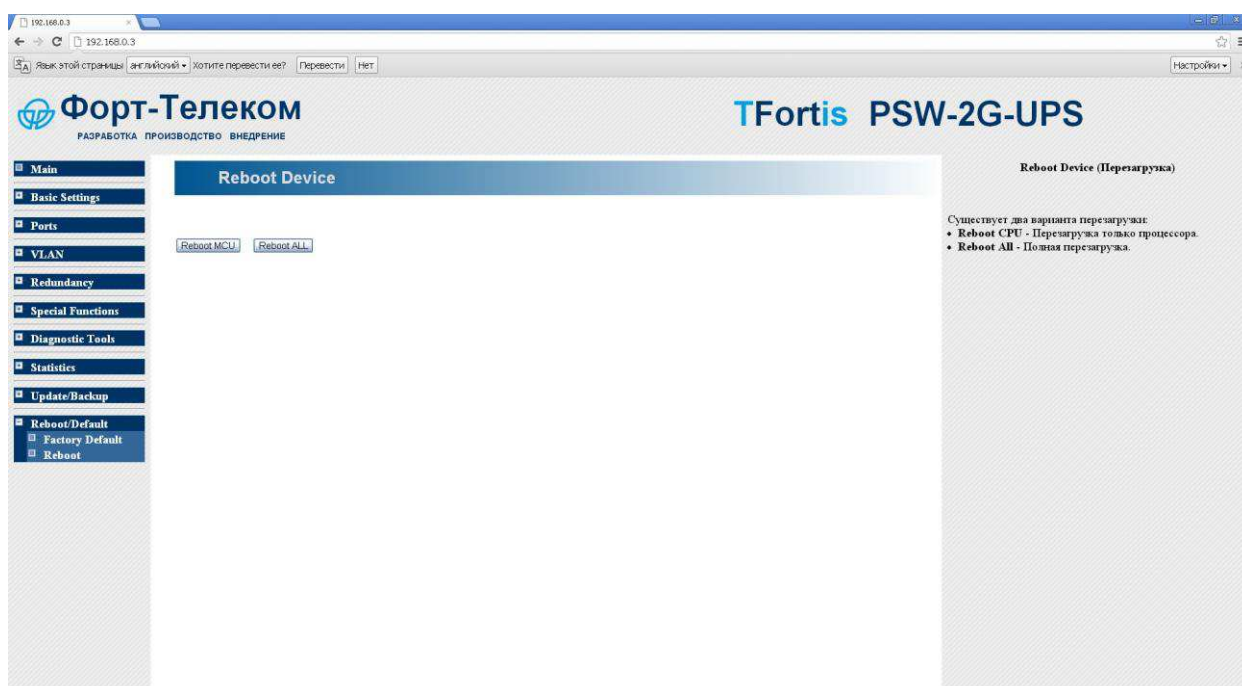 192.168.0.3
192.168.0.3
Язык этой страницы английский Хотите перевести ее? Перевести Нет Настройки
Форт-Телеком
РАЗРАБОТКА ПРОИЗВОДСТВО ВНЕДРЕНИЕ
TFortis PSW-2G-UPS
Main
Basic Settings
Ports
VLAN
Redundancy
Special Functions
Diagnostic Tools
Statistics
Update/Backup
Reboot/Default
Factory Default
Reboot
Reboot Device
Reboot MCU Reboot ALL
Reboot Device (Перезагрузка)
Существует два варианта перезагрузки:
• Reboot CPU - Перезагрузка только процессора.
• Reboot All - Полная перезагрузка.